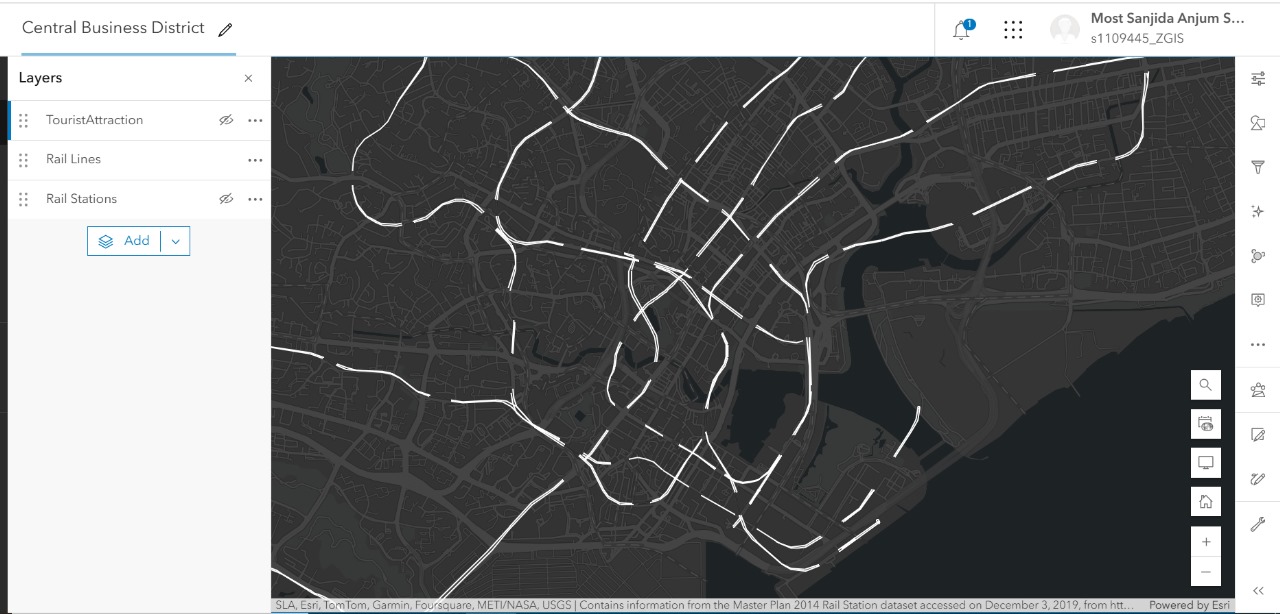 Central Business District
1
Most Sanjida Anjum S...
s1109445_ZGIS
Layers
TouristAttraction
Rail Lines
Rail Stations
Add
SLA, Esri, TomTom, Garmin, Foursquare, METI/NASA, USGS | Contains information from the Master Plan 2014 Rail Station dataset accessed on December 3, 2019, from htt...
Powered by Esri